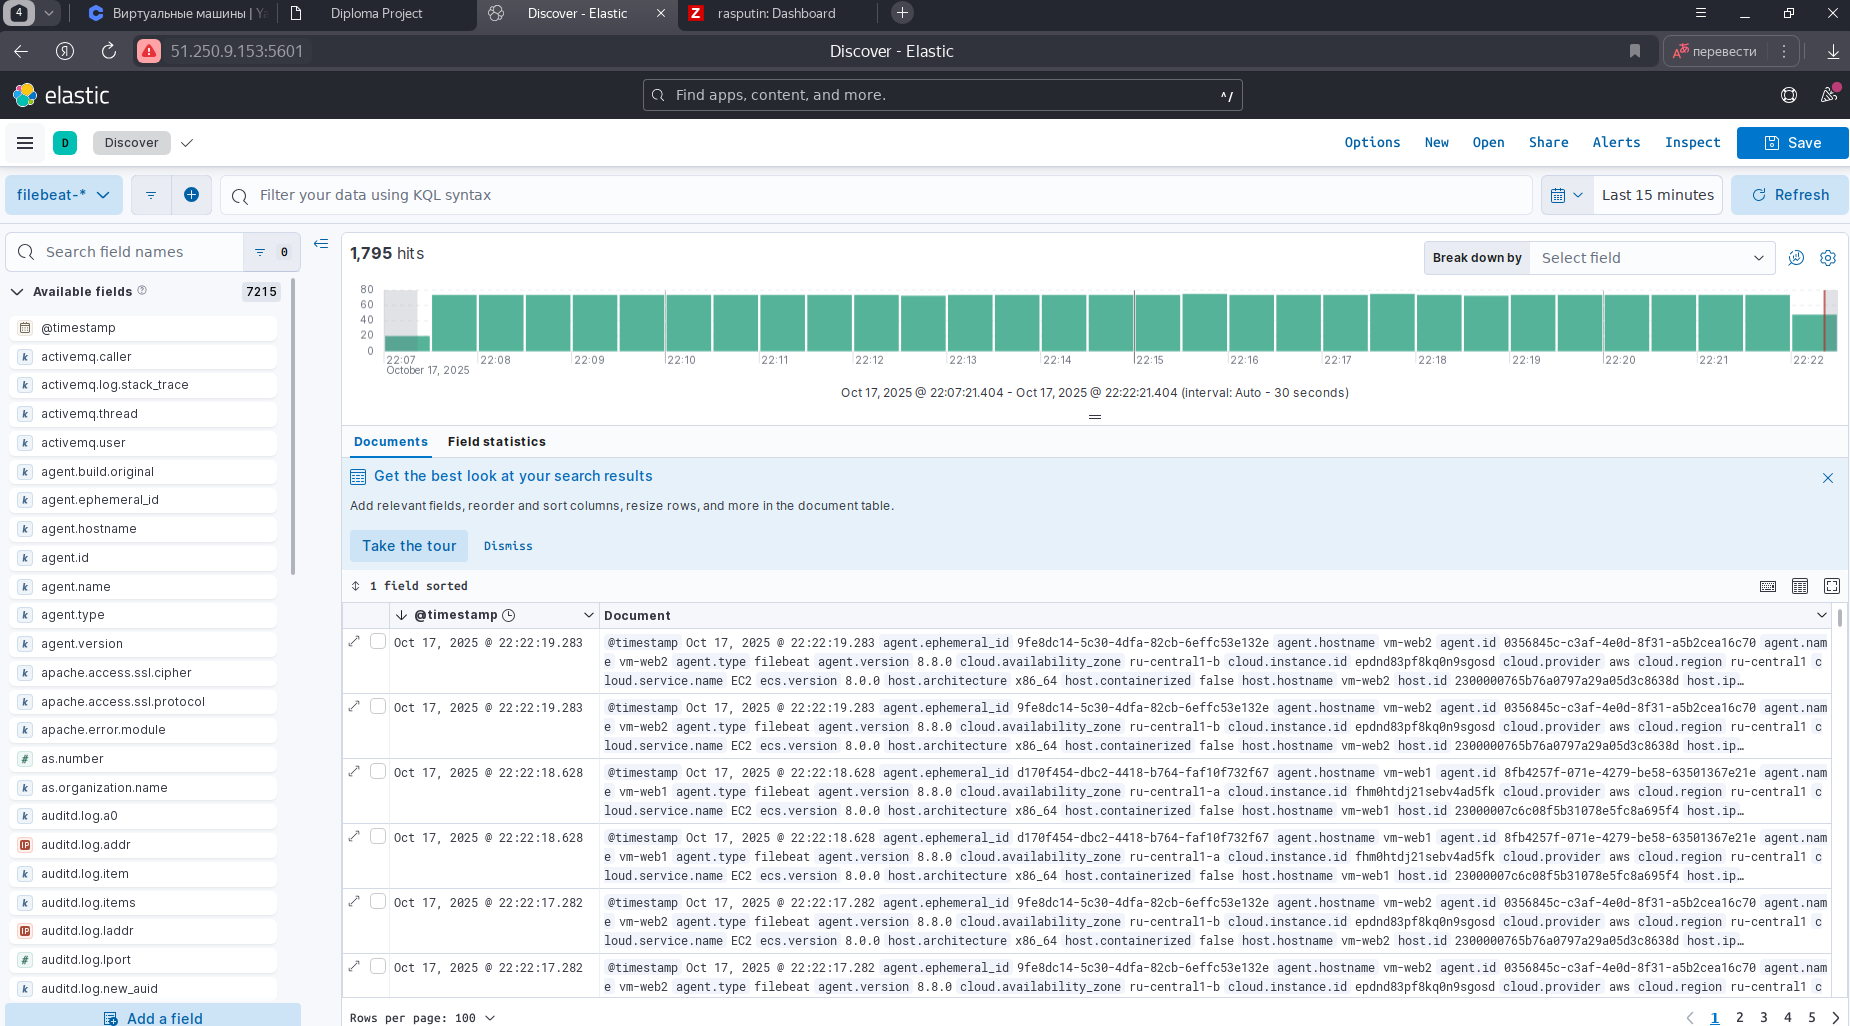 4
Виртуальные машины | Y
Diploma Project
Discover - Elastic
rasputin: Dashboard
51.250.9.153:5601
Discover - Elastic
перевести
elastic
Find apps, content, and more.
^/
D
Discover
Options
New
Open
Share
Alerts
Inspect
Save
filebeat-*
Filter your data using KQL syntax
Last 15 minutes
Refresh
Search field names
0
Available fields
7215
@timestamp
activemq.caller
activemq.log.stack_trace
activemq.thread
activemq.user
agent.build.original
agent.ephemeral_id
agent.hostname
agent.id
agent.name
agent.type
agent.version
apache.access.ssl.cipher
apache.access.ssl.protocol
apache.error.module
as.number
as.organization.name
auditd.log.a0
auditd.log.addr
auditd.log.item
auditd.log.items
auditd.log.laddr
auditd.log.lport
auditd.log.new_auid
Add a field
1,795 hits
Break down by
Select field
80
60
40
20
0
22:07 22:08 22:09 22:10 22:11 22:12 22:13 22:14 22:15 22:16 22:17 22:18 22:19 22:20 22:21 22:22
October 17, 2025
Oct 17, 2025 @ 22:07:21.404 - Oct 17, 2025 @ 22:22:21.404 (interval: Auto - 30 seconds)
Documents
Field statistics
Get the best look at your search results
Add relevant fields, reorder and sort columns, resize rows, and more in the document table.
Take the tour
Dismiss
1 field sorted
@timestamp
Document
Oct 17, 2025 @ 22:22:19.283
@timestamp Oct 17, 2025 @ 22:22:19.283 agent.ephemeral_id 9fe8dc14-5c30-4dfa-82cb-6effc53e132e agent.hostname vm-web2 agent.id 0356845c-c3af-4e0d-8f31-a5b2cea16c70 agent.nam
e vm-web2 agent.type filebeat agent.version 8.8.0 cloud.availability_zone ru-central1-b cloud.instance.id epdnd83pf8kq0n9sgosd cloud.provider aws cloud.region ru-central1 c
loud.service.name EC2 ecs.version 8.0.0 host.architecture x86_64 host.containerized false host.hostname vm-web2 host.id 2300000765b76a0797a29a05d3c8638d host.ip…
Oct 17, 2025 @ 22:22:19.283
@timestamp Oct 17, 2025 @ 22:22:19.283 agent.ephemeral_id 9fe8dc14-5c30-4dfa-82cb-6effc53e132e agent.hostname vm-web2 agent.id 0356845c-c3af-4e0d-8f31-a5b2cea16c70 agent.nam
e vm-web2 agent.type filebeat agent.version 8.8.0 cloud.availability_zone ru-central1-b cloud.instance.id epdnd83pf8kq0n9sgosd cloud.provider aws cloud.region ru-central1 c
loud.service.name EC2 ecs.version 8.0.0 host.architecture x86_64 host.containerized false host.hostname vm-web2 host.id 2300000765b76a0797a29a05d3c8638d host.ip…
Oct 17, 2025 @ 22:22:18.628
@timestamp Oct 17, 2025 @ 22:22:18.628 agent.ephemeral_id d170f454-dbc2-4418-b764-faf10f732f67 agent.hostname vm-web1 agent.id 8fb4257f-071e-4279-be58-63501367e21e agent.nam
e vm-web1 agent.type filebeat agent.version 8.8.0 cloud.availability_zone ru-central1-a cloud.instance.id fhm0htdj21sebv4ad5fk cloud.provider aws cloud.region ru-central1 c
loud.service.name EC2 ecs.version 8.0.0 host.architecture x86_64 host.containerized false host.hostname vm-web1 host.id 23000007c6c08f5b31078e5fc8a695f4 host.ip…
Oct 17, 2025 @ 22:22:18.628
@timestamp Oct 17, 2025 @ 22:22:18.628 agent.ephemeral_id d170f454-dbc2-4418-b764-faf10f732f67 agent.hostname vm-web1 agent.id 8fb4257f-071e-4279-be58-63501367e21e agent.nam
e vm-web1 agent.type filebeat agent.version 8.8.0 cloud.availability_zone ru-central1-a cloud.instance.id fhm0htdj21sebv4ad5fk cloud.provider aws cloud.region ru-central1 c
loud.service.name EC2 ecs.version 8.0.0 host.architecture x86_64 host.containerized false host.hostname vm-web1 host.id 23000007c6c08f5b31078e5fc8a695f4 host.ip…
Oct 17, 2025 @ 22:22:17.282
@timestamp Oct 17, 2025 @ 22:22:17.282 agent.ephemeral_id 9fe8dc14-5c30-4dfa-82cb-6effc53e132e agent.hostname vm-web2 agent.id 0356845c-c3af-4e0d-8f31-a5b2cea16c70 agent.nam
e vm-web2 agent.type filebeat agent.version 8.8.0 cloud.availability_zone ru-central1-b cloud.instance.id epdnd83pf8kq0n9sgosd cloud.provider aws cloud.region ru-central1 c
loud.service.name EC2 ecs.version 8.0.0 host.architecture x86_64 host.containerized false host.hostname vm-web2 host.id 2300000765b76a0797a29a05d3c8638d host.ip…
Oct 17, 2025 @ 22:22:17.282
@timestamp Oct 17, 2025 @ 22:22:17.282 agent.ephemeral_id 9fe8dc14-5c30-4dfa-82cb-6effc53e132e agent.hostname vm-web2 agent.id 0356845c-c3af-4e0d-8f31-a5b2cea16c70 agent.nam
e vm-web2 agent.type filebeat agent.version 8.8.0 cloud.availability_zone ru-central1-b cloud.instance.id epdnd83pf8kq0n9sgosd cloud.provider aws cloud.region ru-central1 c
Rows per page: 100
1 2 3 4 5